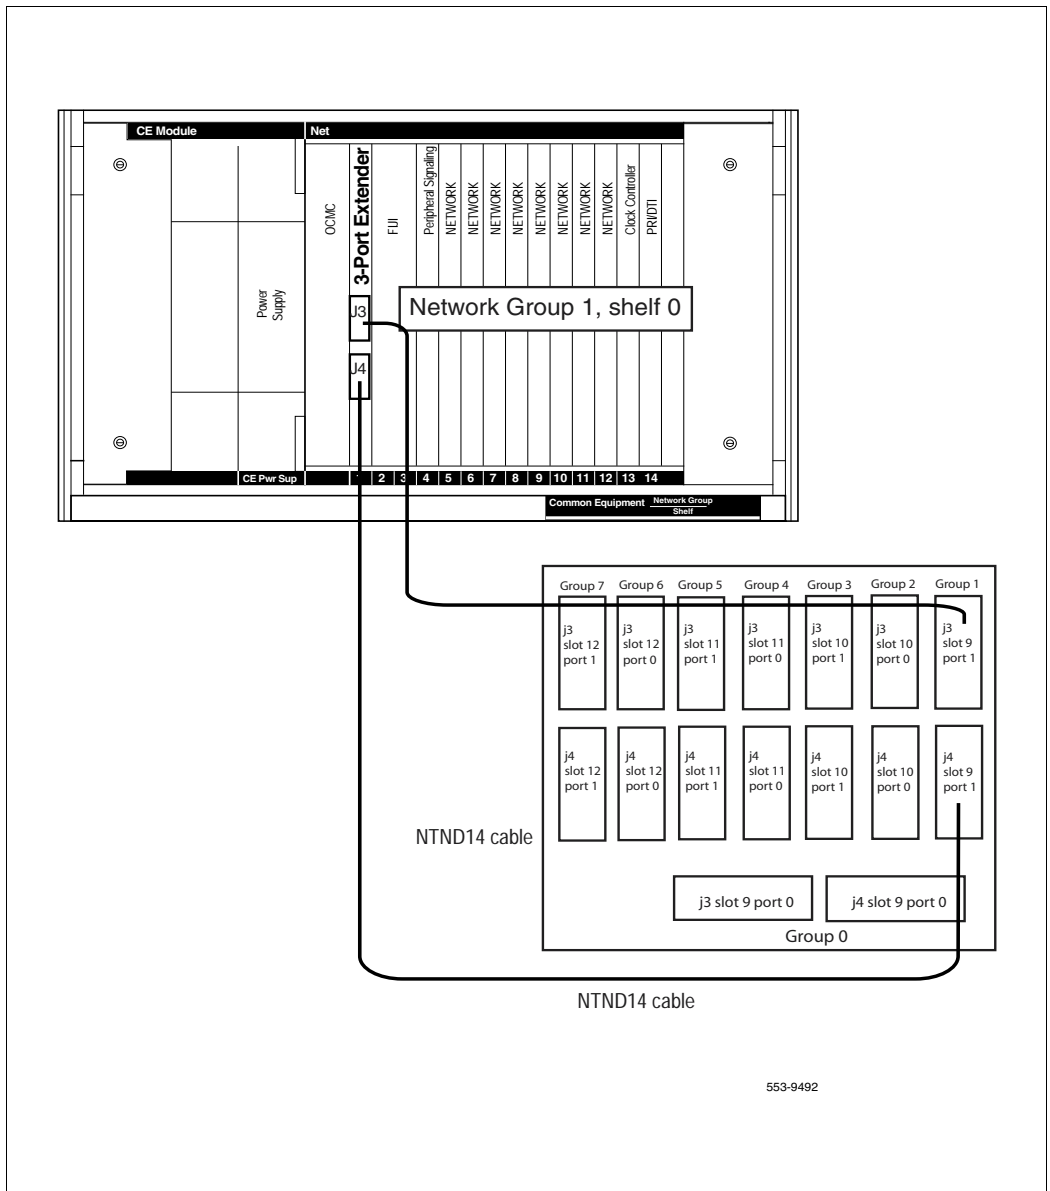 CE Module
Net
OCMC
3-Port Extender
FIJI
Peripheral Signaling
NETWORK
NETWORK
NETWORK
NETWORK
NETWORK
NETWORK
NETWORK
NETWORK
Clock Controller
PRI/DTI
Power
Supply
J3
Network Group 1, shelf 0
J4
CE Pwr Sup
1 2 3 4 5 6 7 8 9 10 11 12 13 14
Common Equipment
Network Group
Shelf
Group 7 Group 6 Group 5 Group 4 Group 3 Group 2 Group 1
j3
slot 12
port 1
j3
slot 12
port 0
j3
slot 11
port 1
j3
slot 11
port 0
j3
slot 10
port 1
j3
slot 10
port 0
j3
slot 9
port 1
j4
slot 12
port 1
j4
slot 12
port 0
j4
slot 11
port 1
j4
slot 11
port 0
j4
slot 10
port 1
j4
slot 10
port 0
j4
slot 9
port 1
NTND14 cable
j3 slot 9 port 0
j4 slot 9 port 0
Group 0
NTND14 cable
553-9492